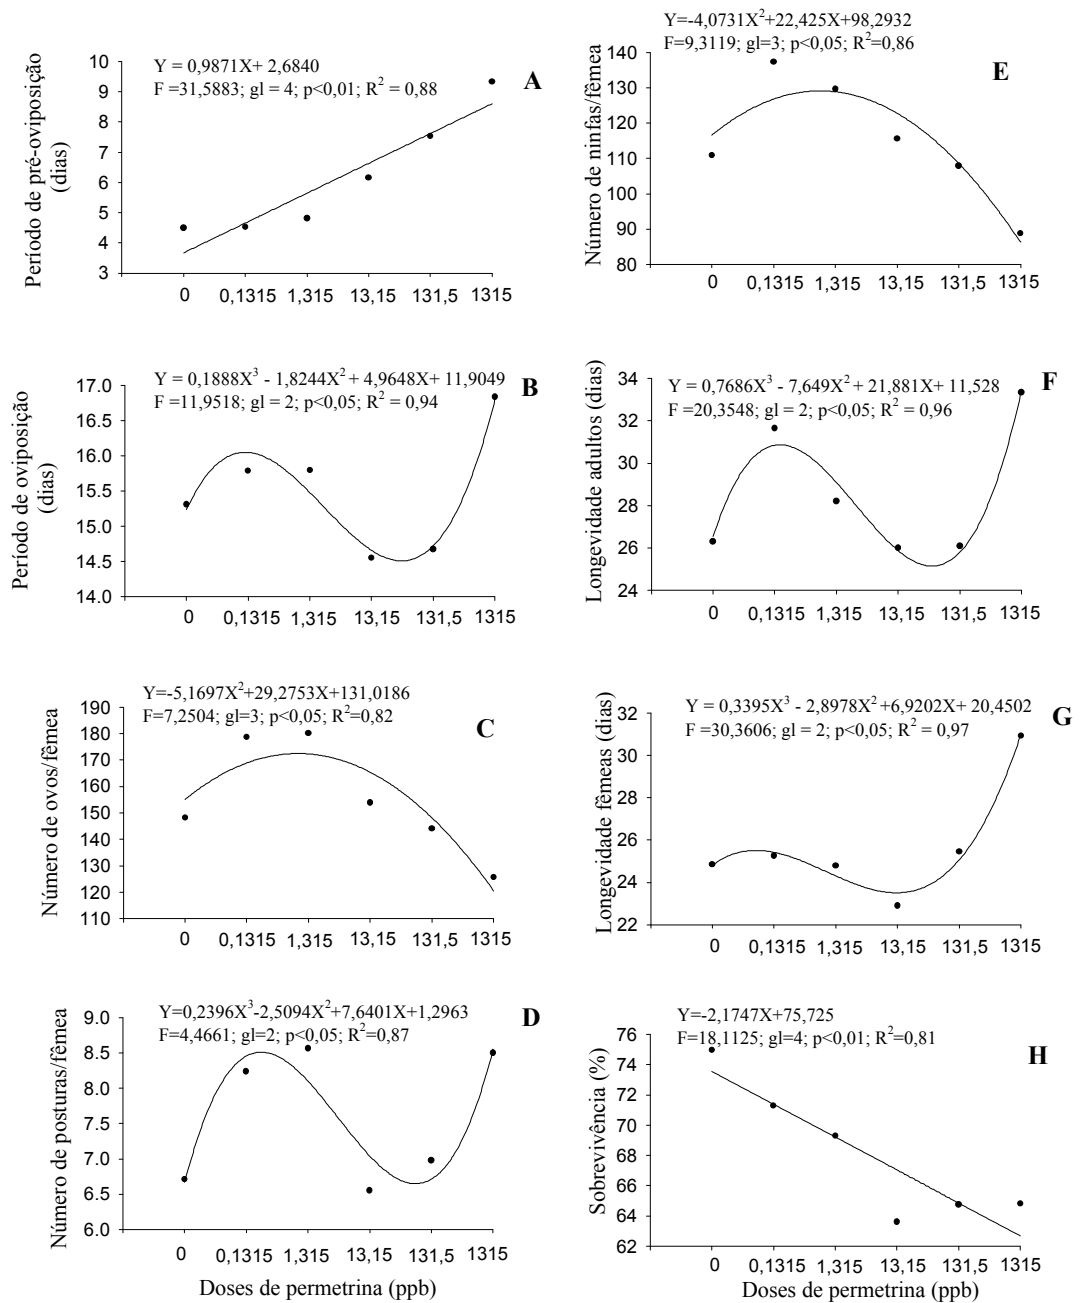 Y = 0,9871X+ 2,6840
F =31,5883; gl = 4; p<0,01; R² = 0,88
A
Período de pré-oviposição
(dias)
10
9
8
7
6
5
4
3
0 0,1315 1,315 13,15 131,5 1315
Y = 0,1888X³ - 1,8244X² + 4,9648X+ 11,9049
F =11,9518; gl = 2; p<0,05; R² = 0,94
B
Período de oviposição
(dias)
17.0
16.0
15.5
15.0
14.5
14.0
0 0,1315 1,315 13,15 131,5 1315
Y=-5,1697X²+29,2753X+131,0186
F=7,2504; gl=3; p<0,05; R²=0,82
C
Número de ovos/fêmea
190
180
170
160
150
140
130
120
110
0 0,1315 1,315 13,15 131,5 1315
Y=0,2396X³-2,5094X²+7,6401X+1,2963
F=4,4661; gl=2; p<0,05; R²=0,87
D
Número de posturas/fêmea
9.0
8.5
8.0
7.0
6.5
6.0
0 0,1315 1,315 13,15 131,5 1315
Doses de permetrina (ppb)
Y=-4,0731X²+22,425X+98,2932
F=9,3119; gl=3; p<0,05; R²=0,86
E
Número de ninfas/fêmea
140
130
120
110
100
90
80
0 0,1315 1,315 13,15 131,5 1315
Y = 0,7686X³ - 7,649X² + 21,881X+ 11,528
F =20,3548; gl = 2; p<0,05; R² = 0,96
F
Longevidade adultos (dias)
34
32
30
28
26
24
0 0,1315 1,315 13,15 131,5 1315
Y = 0,3395X³ - 2,8978X² +6,9202X+ 20,4502
F =30,3606; gl = 2; p<0,05; R² = 0,97
G
Longevidade fêmeas (dias)
32
30
26
24
22
0 0,1315 1,315 13,15 131,5 1315
Y=-2,1747X+75,725
F=18,1125; gl=4; p<0,01; R²=0,81
H
Sobrevivência (%)
76
74
72
70
68
66
64
62
0 0,1315 1,315 13,15 131,5 1315
Doses de permetrina (ppb)